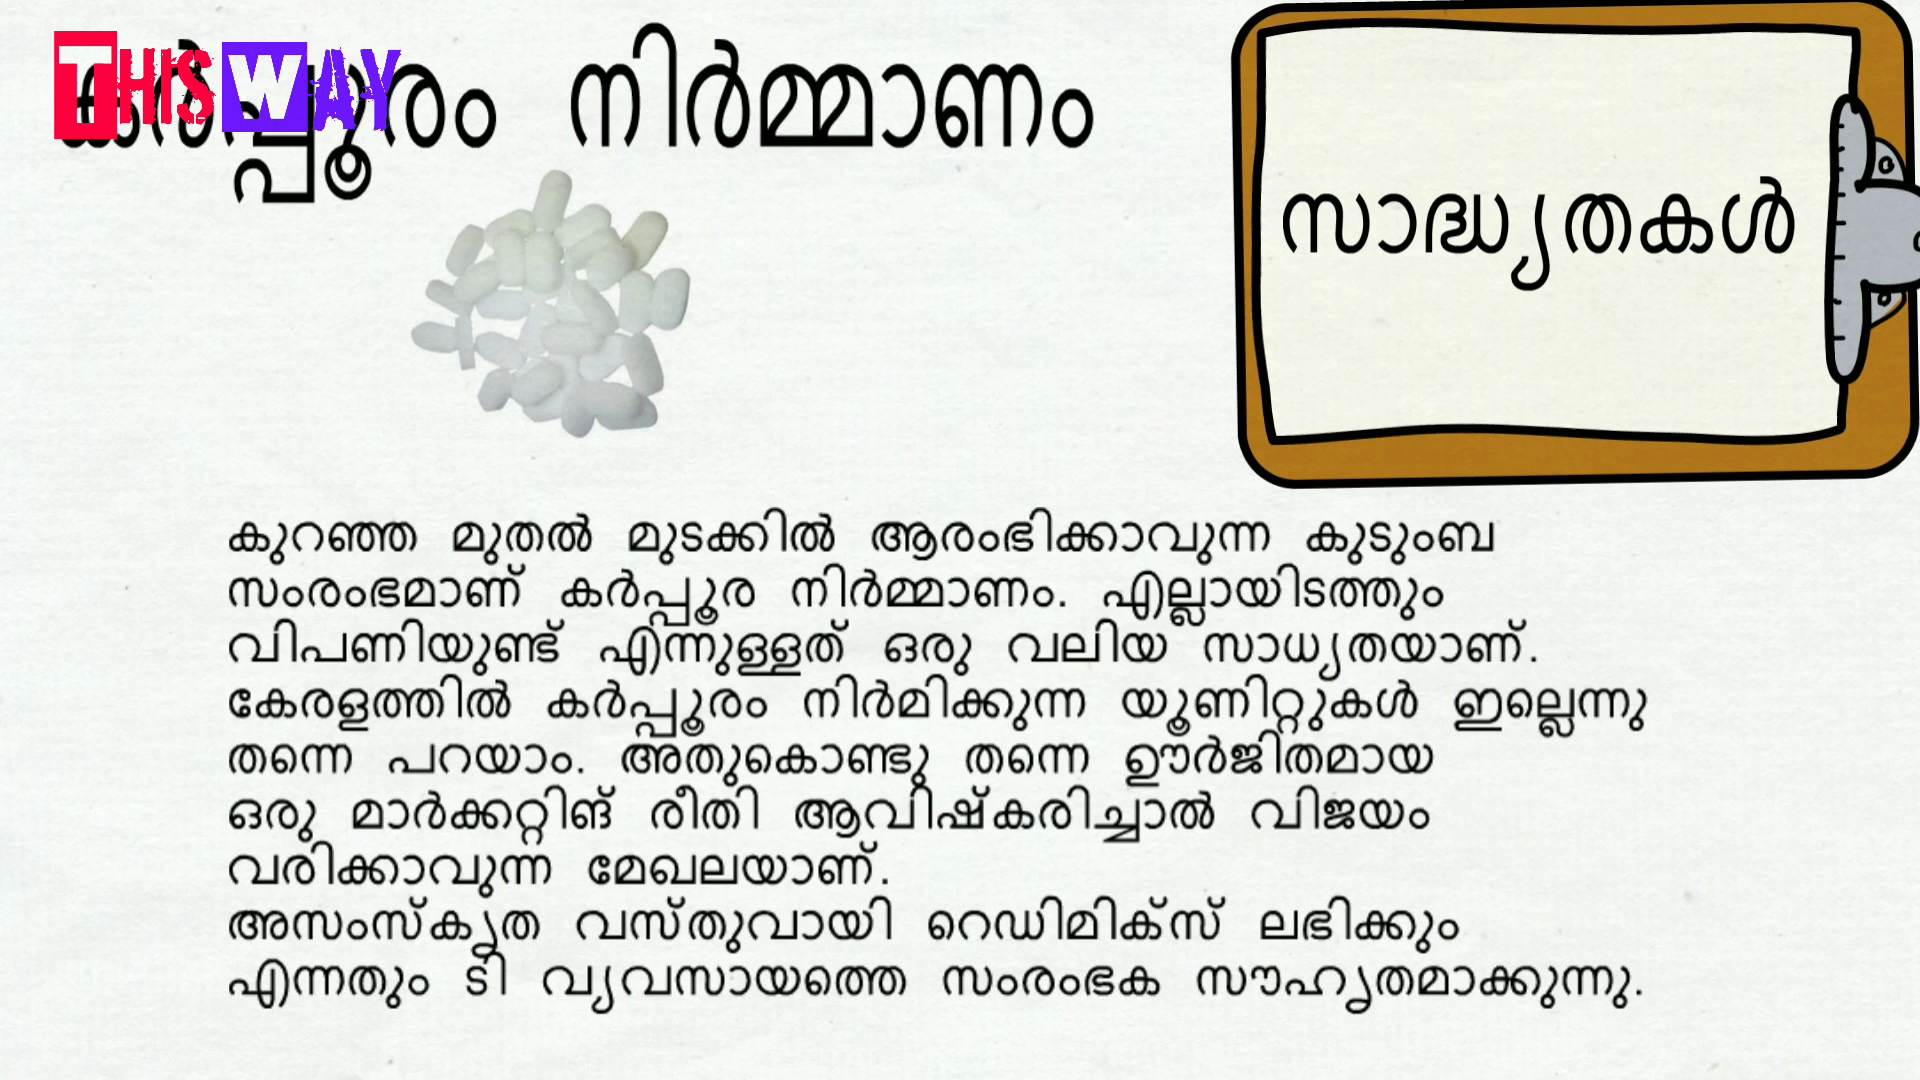 THIS WAY
കർപ്പൂരം നിർമ്മാണം
സാദ്ധ്യതകൾ
കുറഞ്ഞ മുതൽ മുടക്കിൽ ആരംഭിക്കാവുന്ന കുടുംബ
സംരംഭമാണ് കർപ്പൂര നിർമ്മാണം. എല്ലായിടത്തും
വിപണിയുണ്ട് എന്നുള്ളത് ഒരു വലിയ സാധ്യതയാണ്.
കേരളത്തിൽ കർപ്പൂരം നിർമിക്കുന്ന യൂണിറ്റുകൾ ഇല്ലെന്നു
തന്നെ പറയാം. അതുകൊണ്ടു തന്നെ ഊർജിതമായ
ഒരു മാർക്കറ്റിങ് രീതി ആവിഷ്കരിച്ചാൽ വിജയം
വരിക്കാവുന്ന മേഖലയാണ്.
അസംസ്കൃത വസ്തുവായി റെഡിമിക്സ് ലഭിക്കും
എന്നതും ടി വ്യവസായത്തെ സംരംഭക സൗഹൃതമാക്കുന്നു.